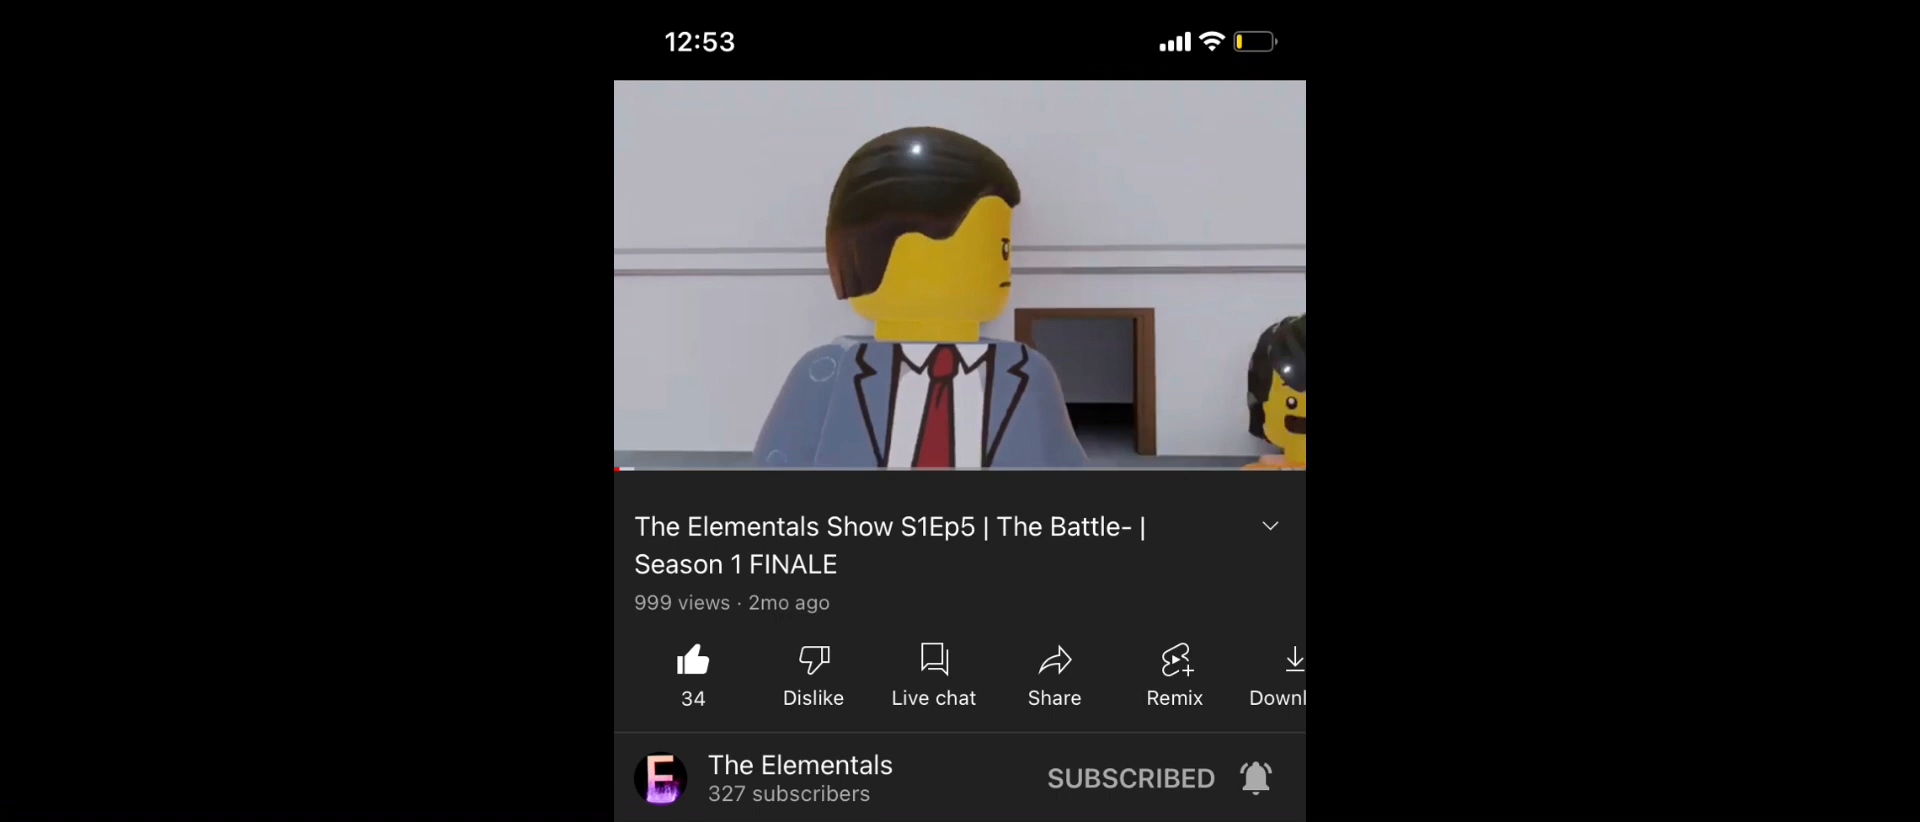 12:53
The Elementals Show S1Ep5 | The Battle- |
Season 1 FINALE
999 views · 2mo ago
34 Dislike Live chat Share Remix Downl
E
The Elementals
327 subscribers
SUBSCRIBED